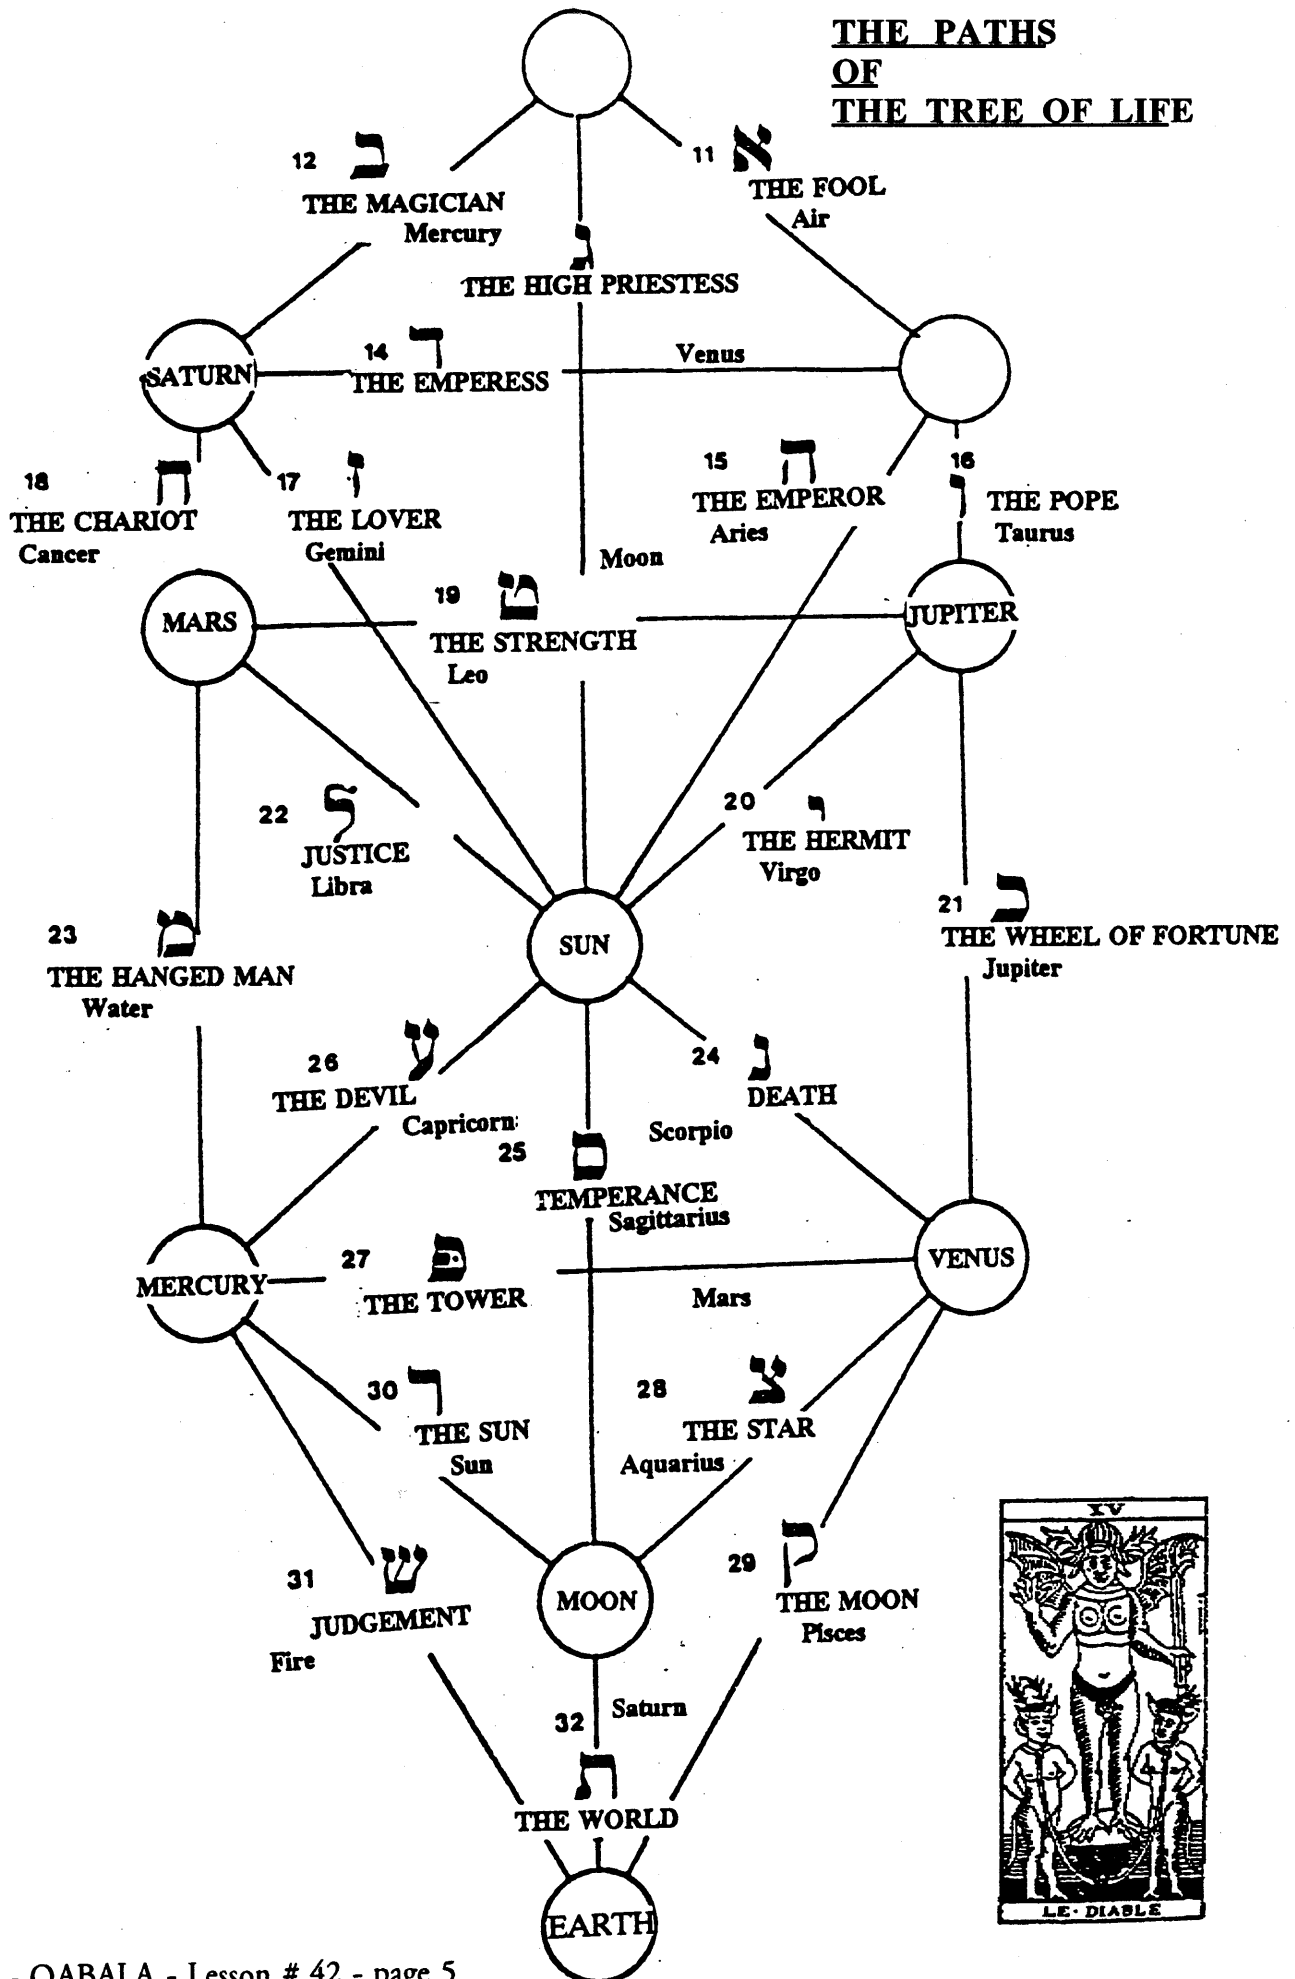 THE PATHS
OF
THE TREE OF LIFE
12 ב
THE MAGICIAN
Mercury
11 א
THE FOOL
Air
ג
THE HIGH PRIESTESS
SATURN
14 ד
THE EMPERESS
Venus
18 ח
THE CHARIOT
Cancer
17 ז
THE LOVER
Gemini
15 ה
THE EMPEROR
Aries
16
ו
THE POPE
Taurus
Moon
MARS
19 ט
THE STRENGTH
Leo
JUPITER
22 ל
JUSTICE
Libra
20 י
THE HERMIT
Virgo
21 כ
THE WHEEL OF FORTUNE
Jupiter
23 מ
THE HANGED MAN
Water
SUN
26 ע
THE DEVIL
Capricorn
24 נ
DEATH
Scorpio
25 ס
TEMPERANCE
Sagittarius
MERCURY
27 פ
THE TOWER
Mars
VENUS
30 ר
THE SUN
Sun
28 צ
THE STAR
Aquarius
31 ש
JUDGEMENT
Fire
MOON
29 ק
THE MOON
Pisces
32 Saturn
ת
THE WORLD
EARTH
XV
LE·DIABLE
- QABALA - Lesson # 42 - page 5